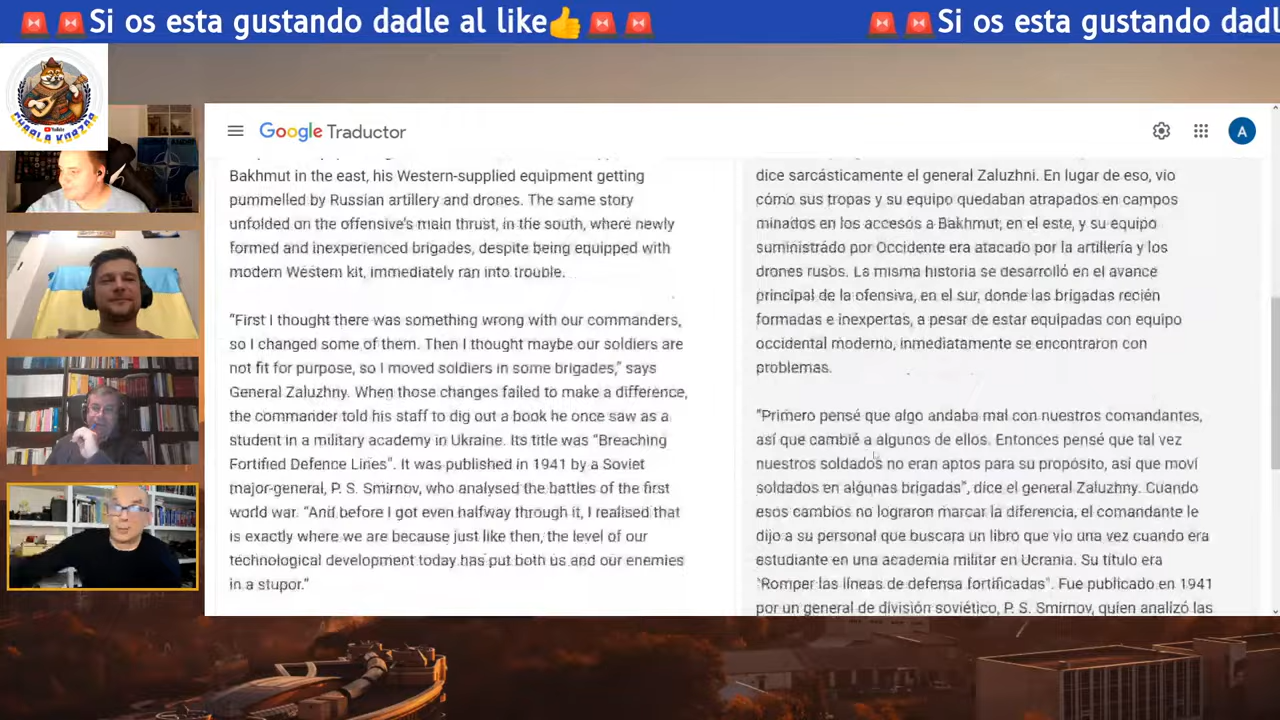 Si os esta gustando dadle al like👍
Si os esta gustando dadl
CHARLA KOBZAR
YouTube
Google Traductor
A
Bakhmut in the east, his Western-supplied equipment getting
pummelled by Russian artillery and drones. The same story
unfolded on the offensive's main thrust, in the south, where newly
formed and inexperienced brigades, despite being equipped with
modern Western kit, immediately ran into trouble.
“First I thought there was something wrong with our commanders,
so I changed some of them. Then I thought maybe our soldiers are
not fit for purpose, so I moved soldiers in some brigades,” says
General Zaluzhny. When those changes failed to make a difference,
the commander told his staff to dig out a book he once saw as a
student in a military academy in Ukraine. Its title was “Breaching
Fortified Defence Lines”. It was published in 1941 by a Soviet
major-general, P. S. Smirnov, who analysed the battles of the first
world war. “And before I got even halfway through it, I realised that
is exactly where we are because just like then, the level of our
technological development today has put both us and our enemies
in a stupor.”
dice sarcásticamente el general Zaluzhni. En lugar de eso, vio
cómo sus tropas y su equipo quedaban atrapados en campos
minados en los accesos a Bakhmut, en el este, y su equipo
suministrado por Occidente era atacado por la artillería y los
drones rusos. La misma historia se desarrolló en el avance
principal de la ofensiva, en el sur, donde las brigadas recién
formadas e inexpertas, a pesar de estar equipadas con equipo
occidental moderno, inmediatamente se encontraron con
problemas.
“Primero pensé que algo andaba mal con nuestros comandantes,
así que cambié a algunos de ellos. Entonces pensé que tal vez
nuestros soldados no eran aptos para su propósito, así que moví
soldados en algunas brigadas”, dice el general Zaluzhny. Cuando
esos cambios no lograron marcar la diferencia, el comandante le
dijo a su personal que buscara un libro que vio una vez cuando era
estudiante en una academia militar en Ucrania. Su título era
“Romper las líneas de defensa fortificadas”. Fue publicado en 1941
por un general de división soviético, P. S. Smirnov, quien analizó las